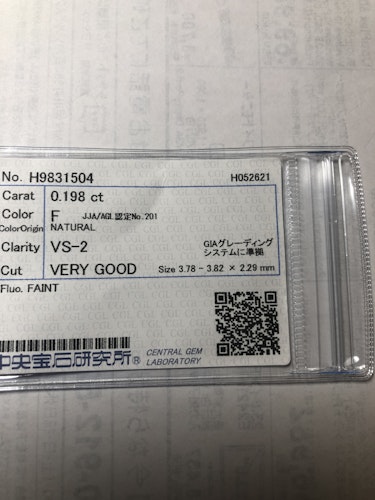 No. H9831504 H052621
Carat 0.198 ct
Color F JJA/AGL認定No.201
ColorOrigin NATURAL
Clarity VS-2 GIAグレーディング
システムに準拠
Cut VERY GOOD Size 3.78 - 3.82 × 2.29 mm
Fluo. FAINT
中央宝石研究所® CENTRAL GEM
LABORATORY